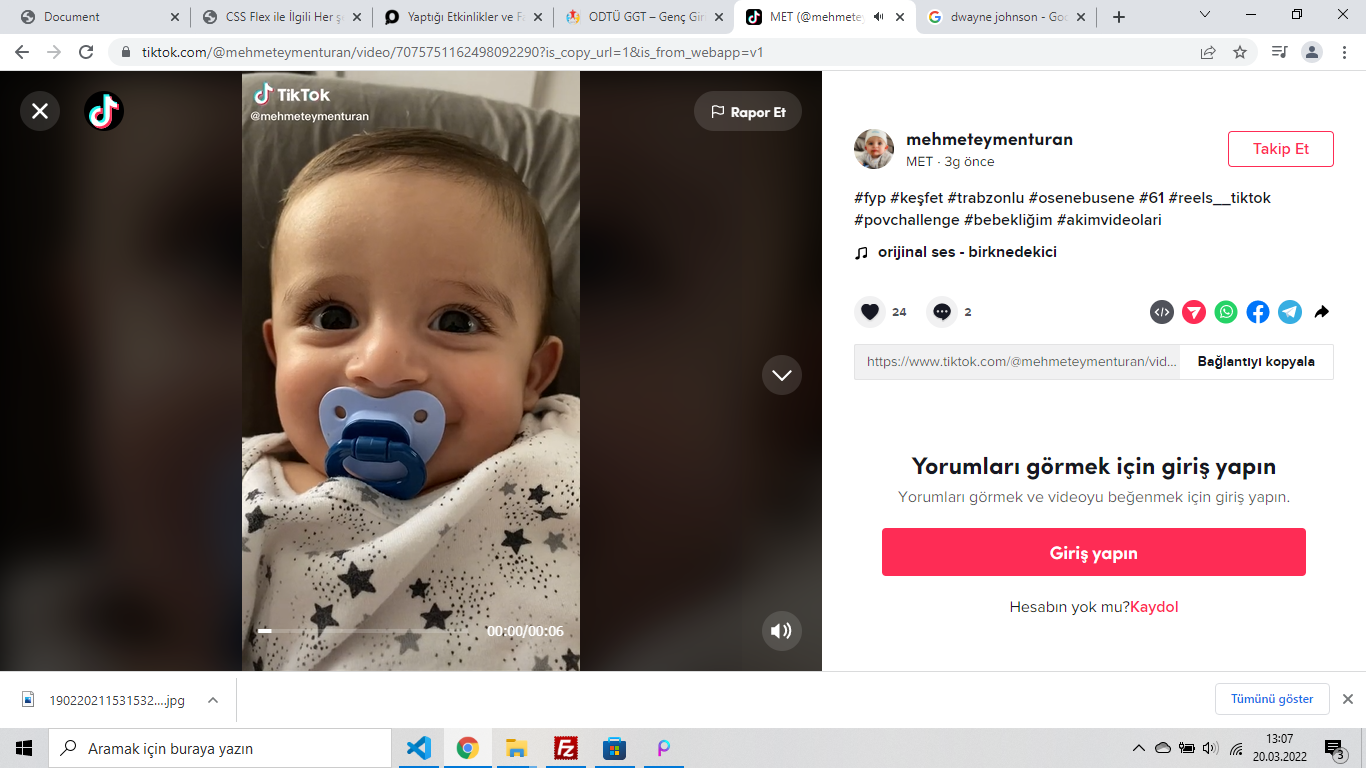 Document
CSS Flex ile İlgili Her ş
Yaptığı Etkinlikler ve Fa
ODTÜ GGT – Genç Giri
MET (@mehmetey
dwayne johnson - Goo
tiktok.com/@mehmeteymenturan/video/7075751162498092290?is_copy_url=1&is_from_webapp=v1
TikTok
@mehmeteymenturan
Rapor Et
00:00/00:06
mehmeteymenturan
MET · 3g önce
Takip Et
#fyp #keşfet #trabzonlu #osenebusene #61 #reels__tiktok
#povchallenge #bebekliğim #akimvideolari
orijinal ses - birknedekici
24
2
https://www.tiktok.com/@mehmeteymenturan/vid...
Bağlantıyı kopyala
Yorumları görmek için giriş yapın
Yorumları görmek ve videoyu beğenmek için giriş yapın.
Giriş yapın
Hesabın yok mu?Kaydol
190220211531532....jpg
Tümünü göster
Aramak için buraya yazın
13:07
20.03.2022
3